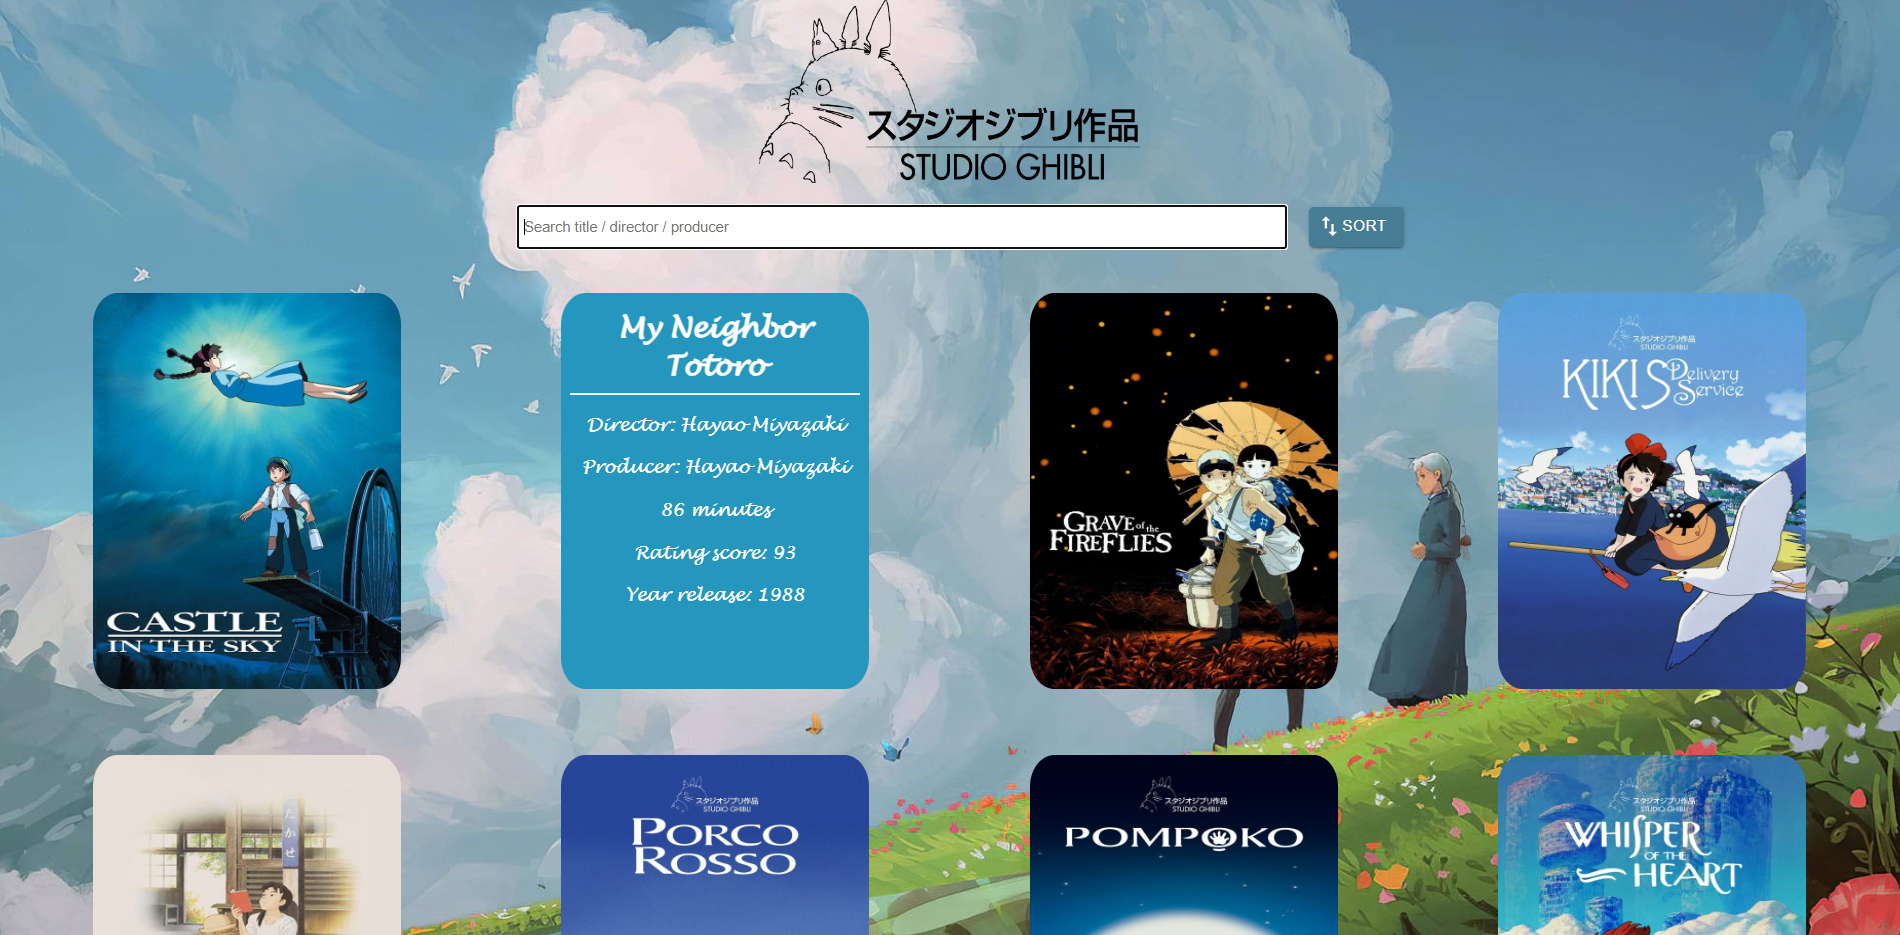 スタジオジブリ作品
STUDIO GHIBLI
Search title / director / producer
SORT
CASTLE
IN THE SKY
My Neighbor
Totoro
Director: Hayao Miyazaki
Producer: Hayao Miyazaki
86 minutes
Rating score: 93
Year release: 1988
GRAVE of the
FIREFLIES
スタジオジブリ作品
STUDIO GHIBLI
KIKI'S Delivery
Service
たかせ
スタジオジブリ作品
STUDIO GHIBLI
PORCO
ROSSO
スタジオジブリ作品
STUDIO GHIBLI
POMPOKO
スタジオジブリ作品
STUDIO GHIBLI
WHISPER
OF THE
HEART